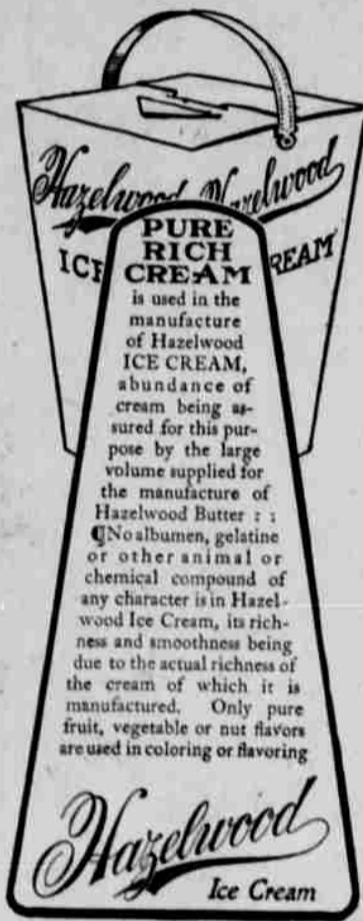 Hazelwood Hazelwood
ICE CREAM
PURE
RICH
CREAM
is used in the
manufacture
of Hazelwood
ICE CREAM,
abundance of
cream being as-
sured for this pur-
pose by the large
volume supplied for
the manufacture of
Hazelwood Butter : :
¶No albumen, gelatine
or other animal or
chemical compound of
any character is in Hazel-
wood Ice Cream, its rich-
ness and smoothness being
due to the actual richness of
the cream of which it is
manufactured. Only pure
fruit, vegetable or nut flavors
are used in coloring or flavoring
Hazelwood
Ice Cream